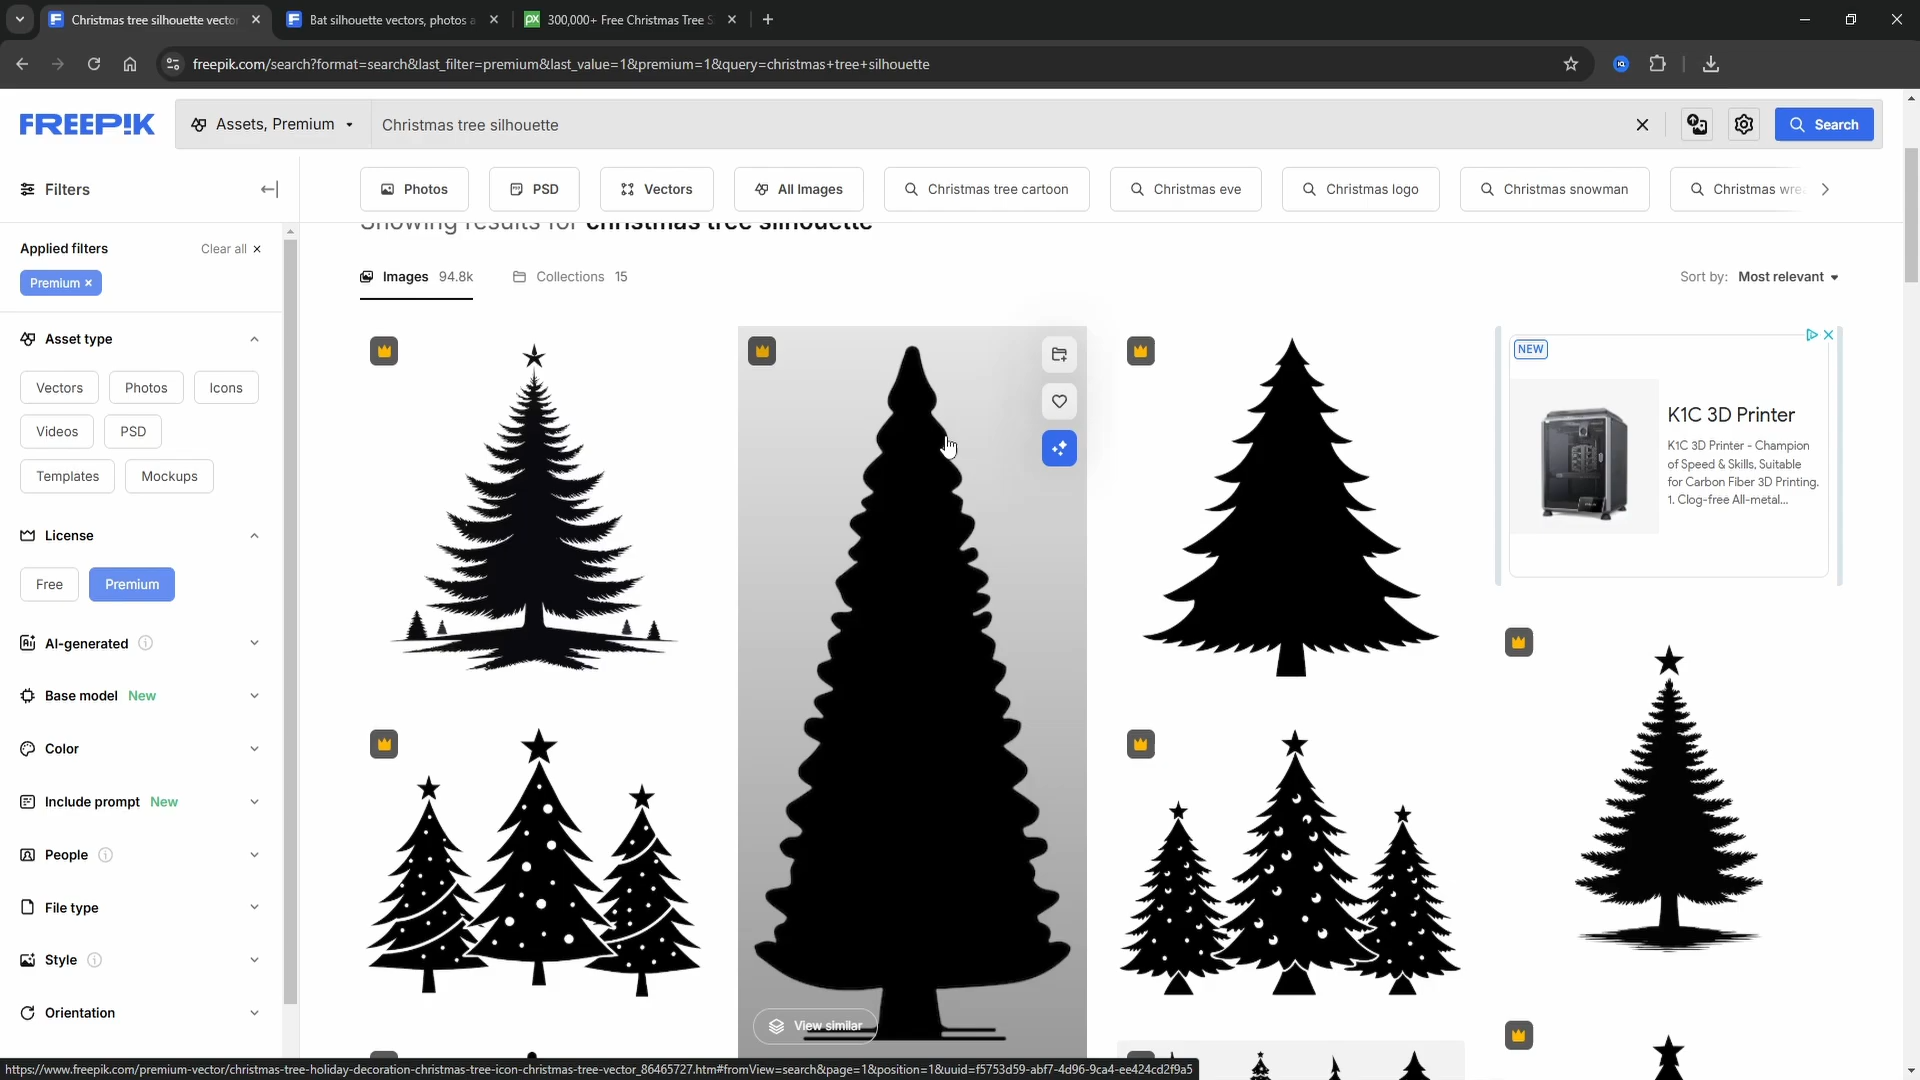 Christmas tree silhouette vecto
Bat silhouette vectors, photos a
300,000+ Free Christmas Tree S
freepik.com/search?format=search&last_filter=premium&last_value=1&premium=1&query=christmas+tree+silhouette
FREEPIK
Assets, Premium
Christmas tree silhouette
Search
Filters
Photos
PSD
Vectors
All Images
Christmas tree cartoon
Christmas eve
Christmas logo
Christmas snowman
Christmas wre
Showing results for christmas tree silhouette
Applied filters
Clear all ×
Premium ×
Images 94.8k
Collections 15
Sort by: Most relevant
Asset type
Vectors
Photos
Icons
Videos
PSD
Templates
Mockups
License
Free
Premium
AI-generated
Base model New
Color
Include prompt New
People
File type
Style
Orientation
NEW
K1C 3D Printer
K1C 3D Printer - Champion
of Speed & Skills, Suitable
for Carbon Fiber 3D Printing.
1. Clog-free All-metal...
View similar
https://www.freepik.com/premium-vector/christmas-tree-holiday-decoration-christmas-tree-icon-christmas-tree-vector_86465727.htm#fromView=search&page=1&position=1&uuid=f5753d59-abf7-4d96-9ca4-ee424cd2f9a5